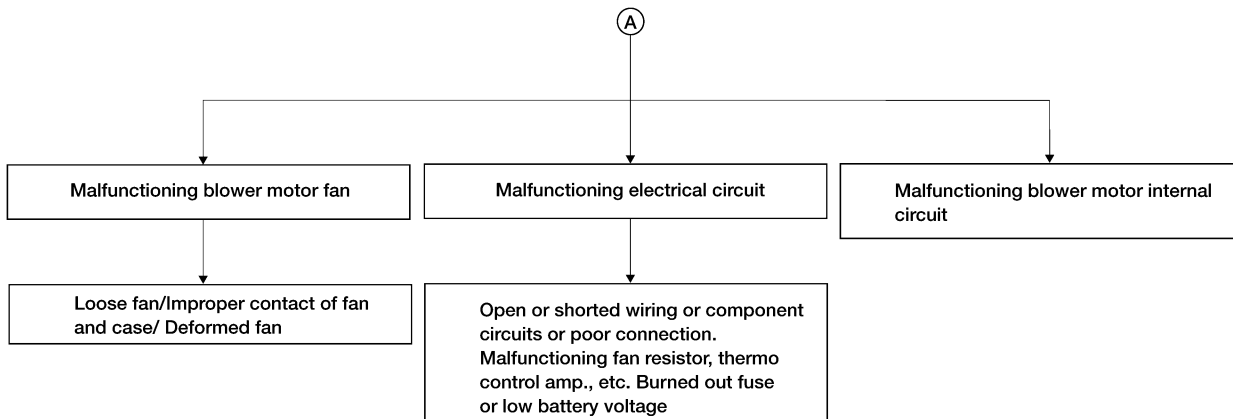 A
Malfunctioning blower motor fan
Malfunctioning electrical circuit
Malfunctioning blower motor internal
circuit
Loose fan/Improper contact of fan
and case/ Deformed fan
Open or shorted wiring or component
circuits or poor connection.
Malfunctioning fan resistor, thermo
control amp., etc. Burned out fuse
or low battery voltage